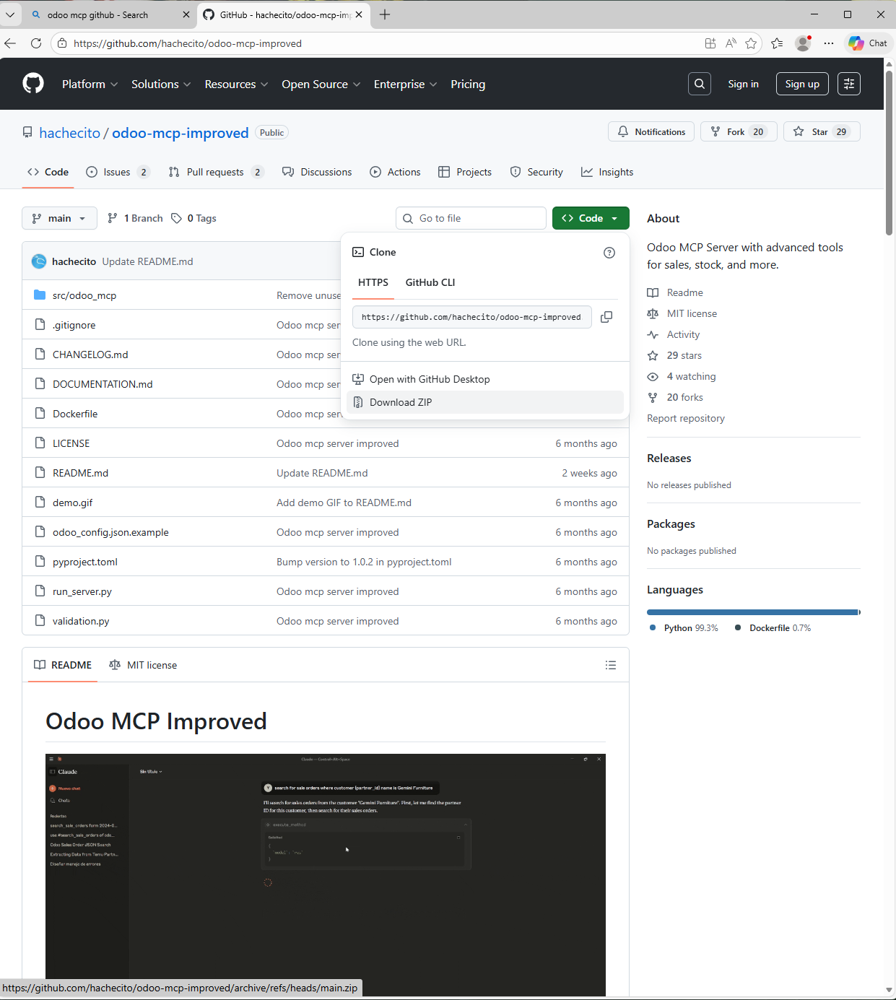 odoo mcp github - Search
GitHub - hachecito/odoo-mcp-imp
https://github.com/hachecito/odoo-mcp-improved
Chat
Platform
Solutions
Resources
Open Source
Enterprise
Pricing
Sign in
Sign up
hachecito / odoo-mcp-improved
Public
Notifications
Fork 20
Star 29
Code
Issues 2
Pull requests 2
Discussions
Actions
Projects
Security
Insights
main
1 Branch
0 Tags
Go to file
Code
hachecito Update README.md
src/odoo_mcp Remove unuse
.gitignore Odoo mcp ser
CHANGELOG.md Odoo mcp ser
DOCUMENTATION.md Odoo mcp ser
Dockerfile Odoo mcp ser
LICENSE Odoo mcp server improved 6 months ago
README.md Update README.md 2 weeks ago
demo.gif Add demo GIF to README.md 6 months ago
odoo_config.json.example Odoo mcp server improved 6 months ago
pyproject.toml Bump version to 1.0.2 in pyproject.toml 6 months ago
run_server.py Odoo mcp server improved 6 months ago
validation.py Odoo mcp server improved 6 months ago
Clone
HTTPS
GitHub CLI
https://github.com/hachecito/odoo-mcp-improved
Clone using the web URL.
Open with GitHub Desktop
Download ZIP
About
Odoo MCP Server with advanced tools
for sales, stock, and more.
Readme
MIT license
Activity
29 stars
4 watching
20 forks
Report repository
Releases
No releases published
Packages
No packages published
Languages
Python 99.3%
Dockerfile 0.7%
README
MIT license
Odoo MCP Improved
Claude — Control+Alt+Space
Claude
Sin título
Nuevo chat
Chats
Recientes
search_sale_orders form 2024-0...
use #search_sale_orders of odo...
Odoo Sales Order JSON Search
Extracting Data from Temu Partn...
Diseñar manejo de errores
Y search for sale orders where customer (partner_id) name is Gemini Furniture
I'll search for sales orders from the customer "Gemini Furniture". First, let me find the partner
ID for this customer, then search for their sales orders.
execute_method
{
"model": "res"
}
https://github.com/hachecito/odoo-mcp-improved/archive/refs/heads/main.zip